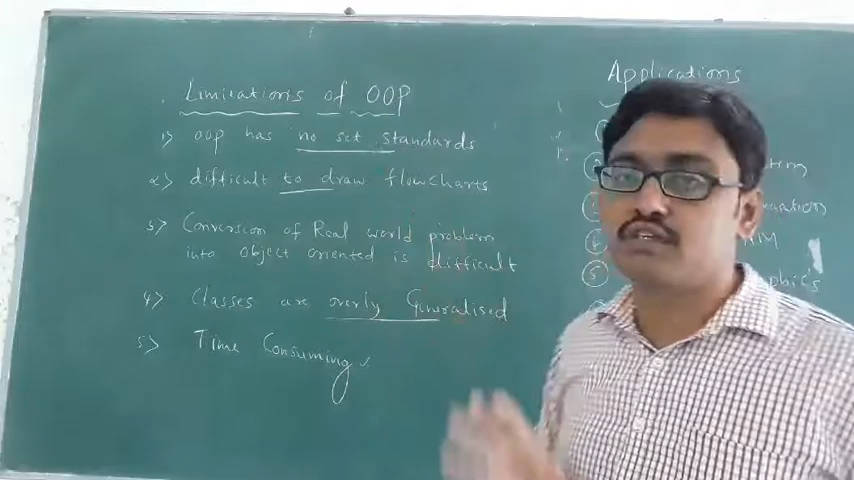 Limitations of OOP
1> OOP has no set standards
2> difficult to draw flowcharts
3> Conversion of Real world problem
into Object oriented is difficult
4> Classes are overly Generalised
5> Time Consuming
Applications
5